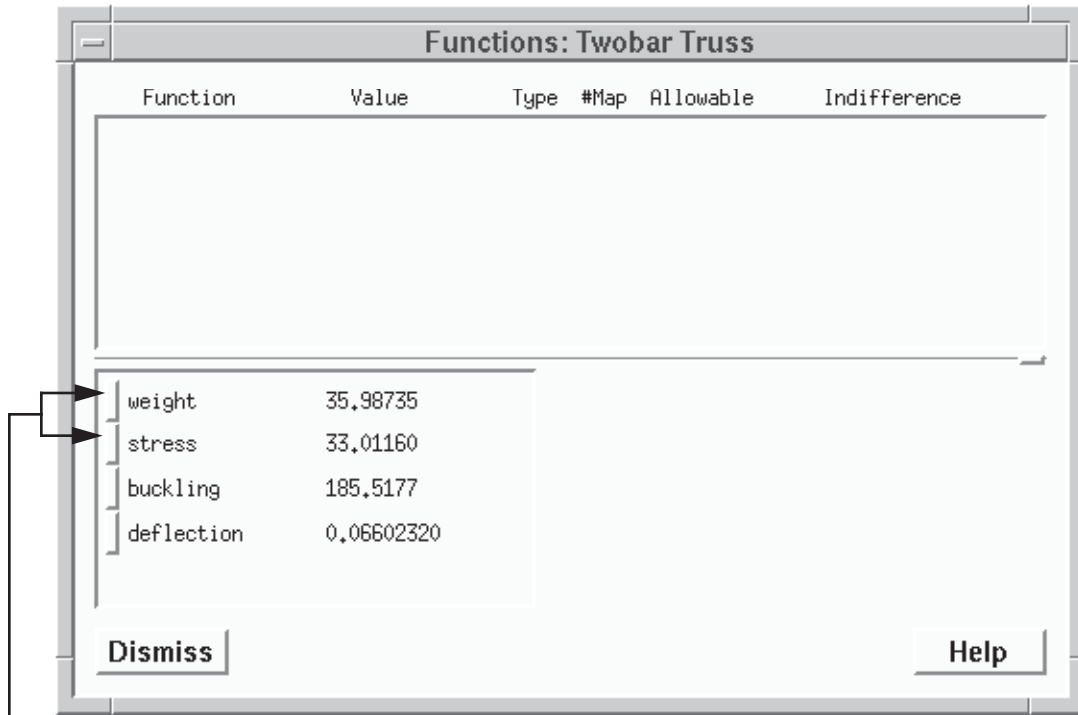 Functions: Twobar Truss
Function Value Type #Map Allowable Indifference
weight 35.98735
stress 33.01160
buckling 185.5177
deflection 0.06602320
Dismiss Help